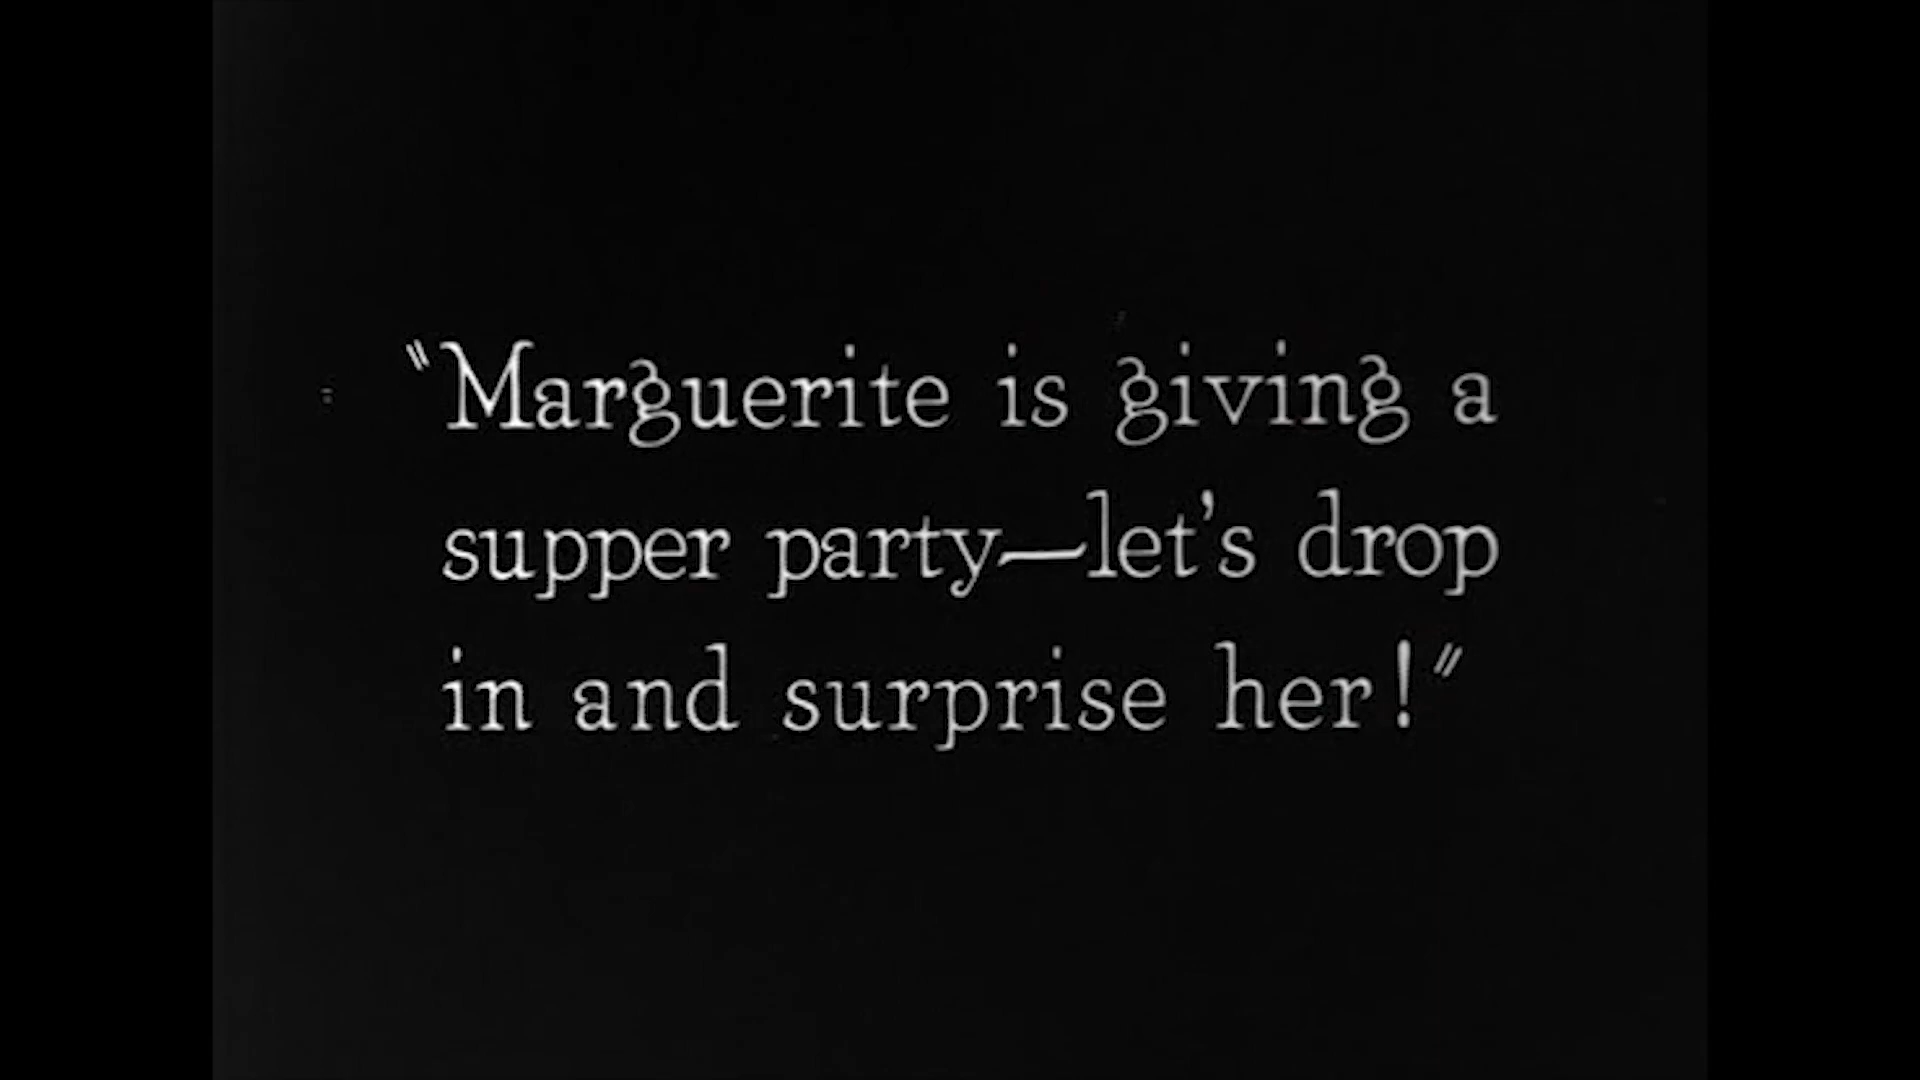 "Marguerite is giving a
supper party—let's drop
in and surprise her!"